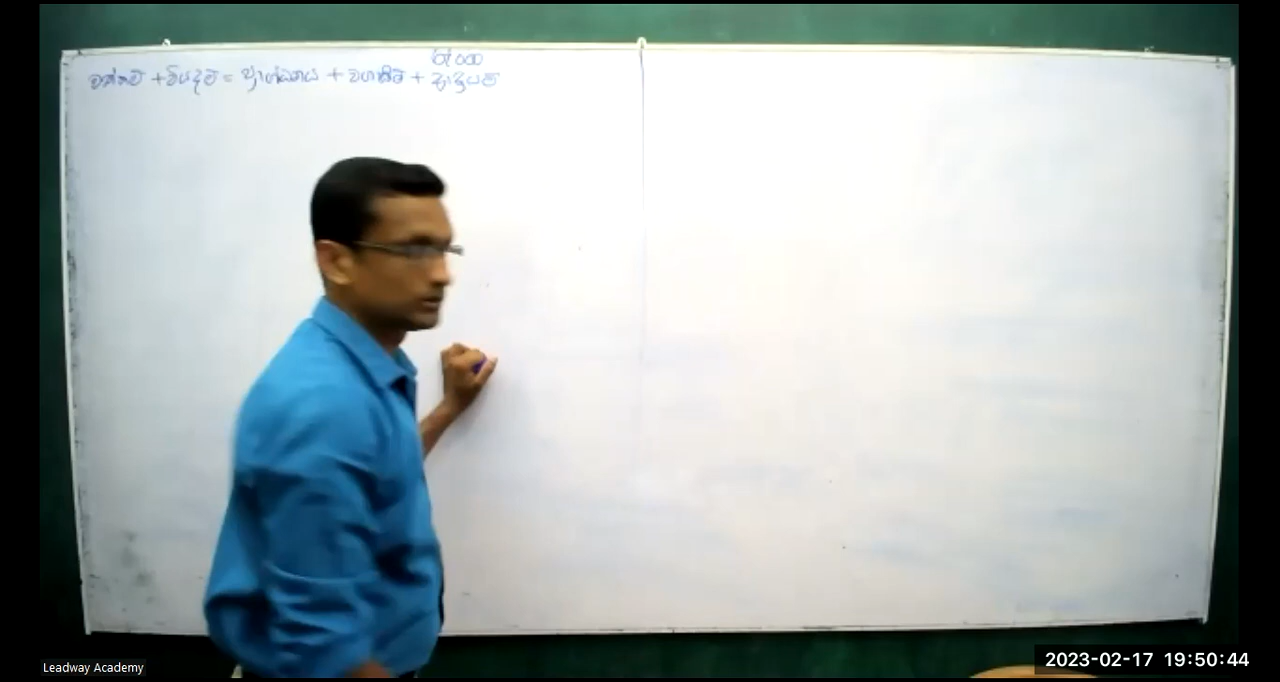 වත්කම් + වියදම් = ප්‍රාග්ධනය + වගකීම් + ආදායම්
Leadway Academy
2023-02-17 19:50:44